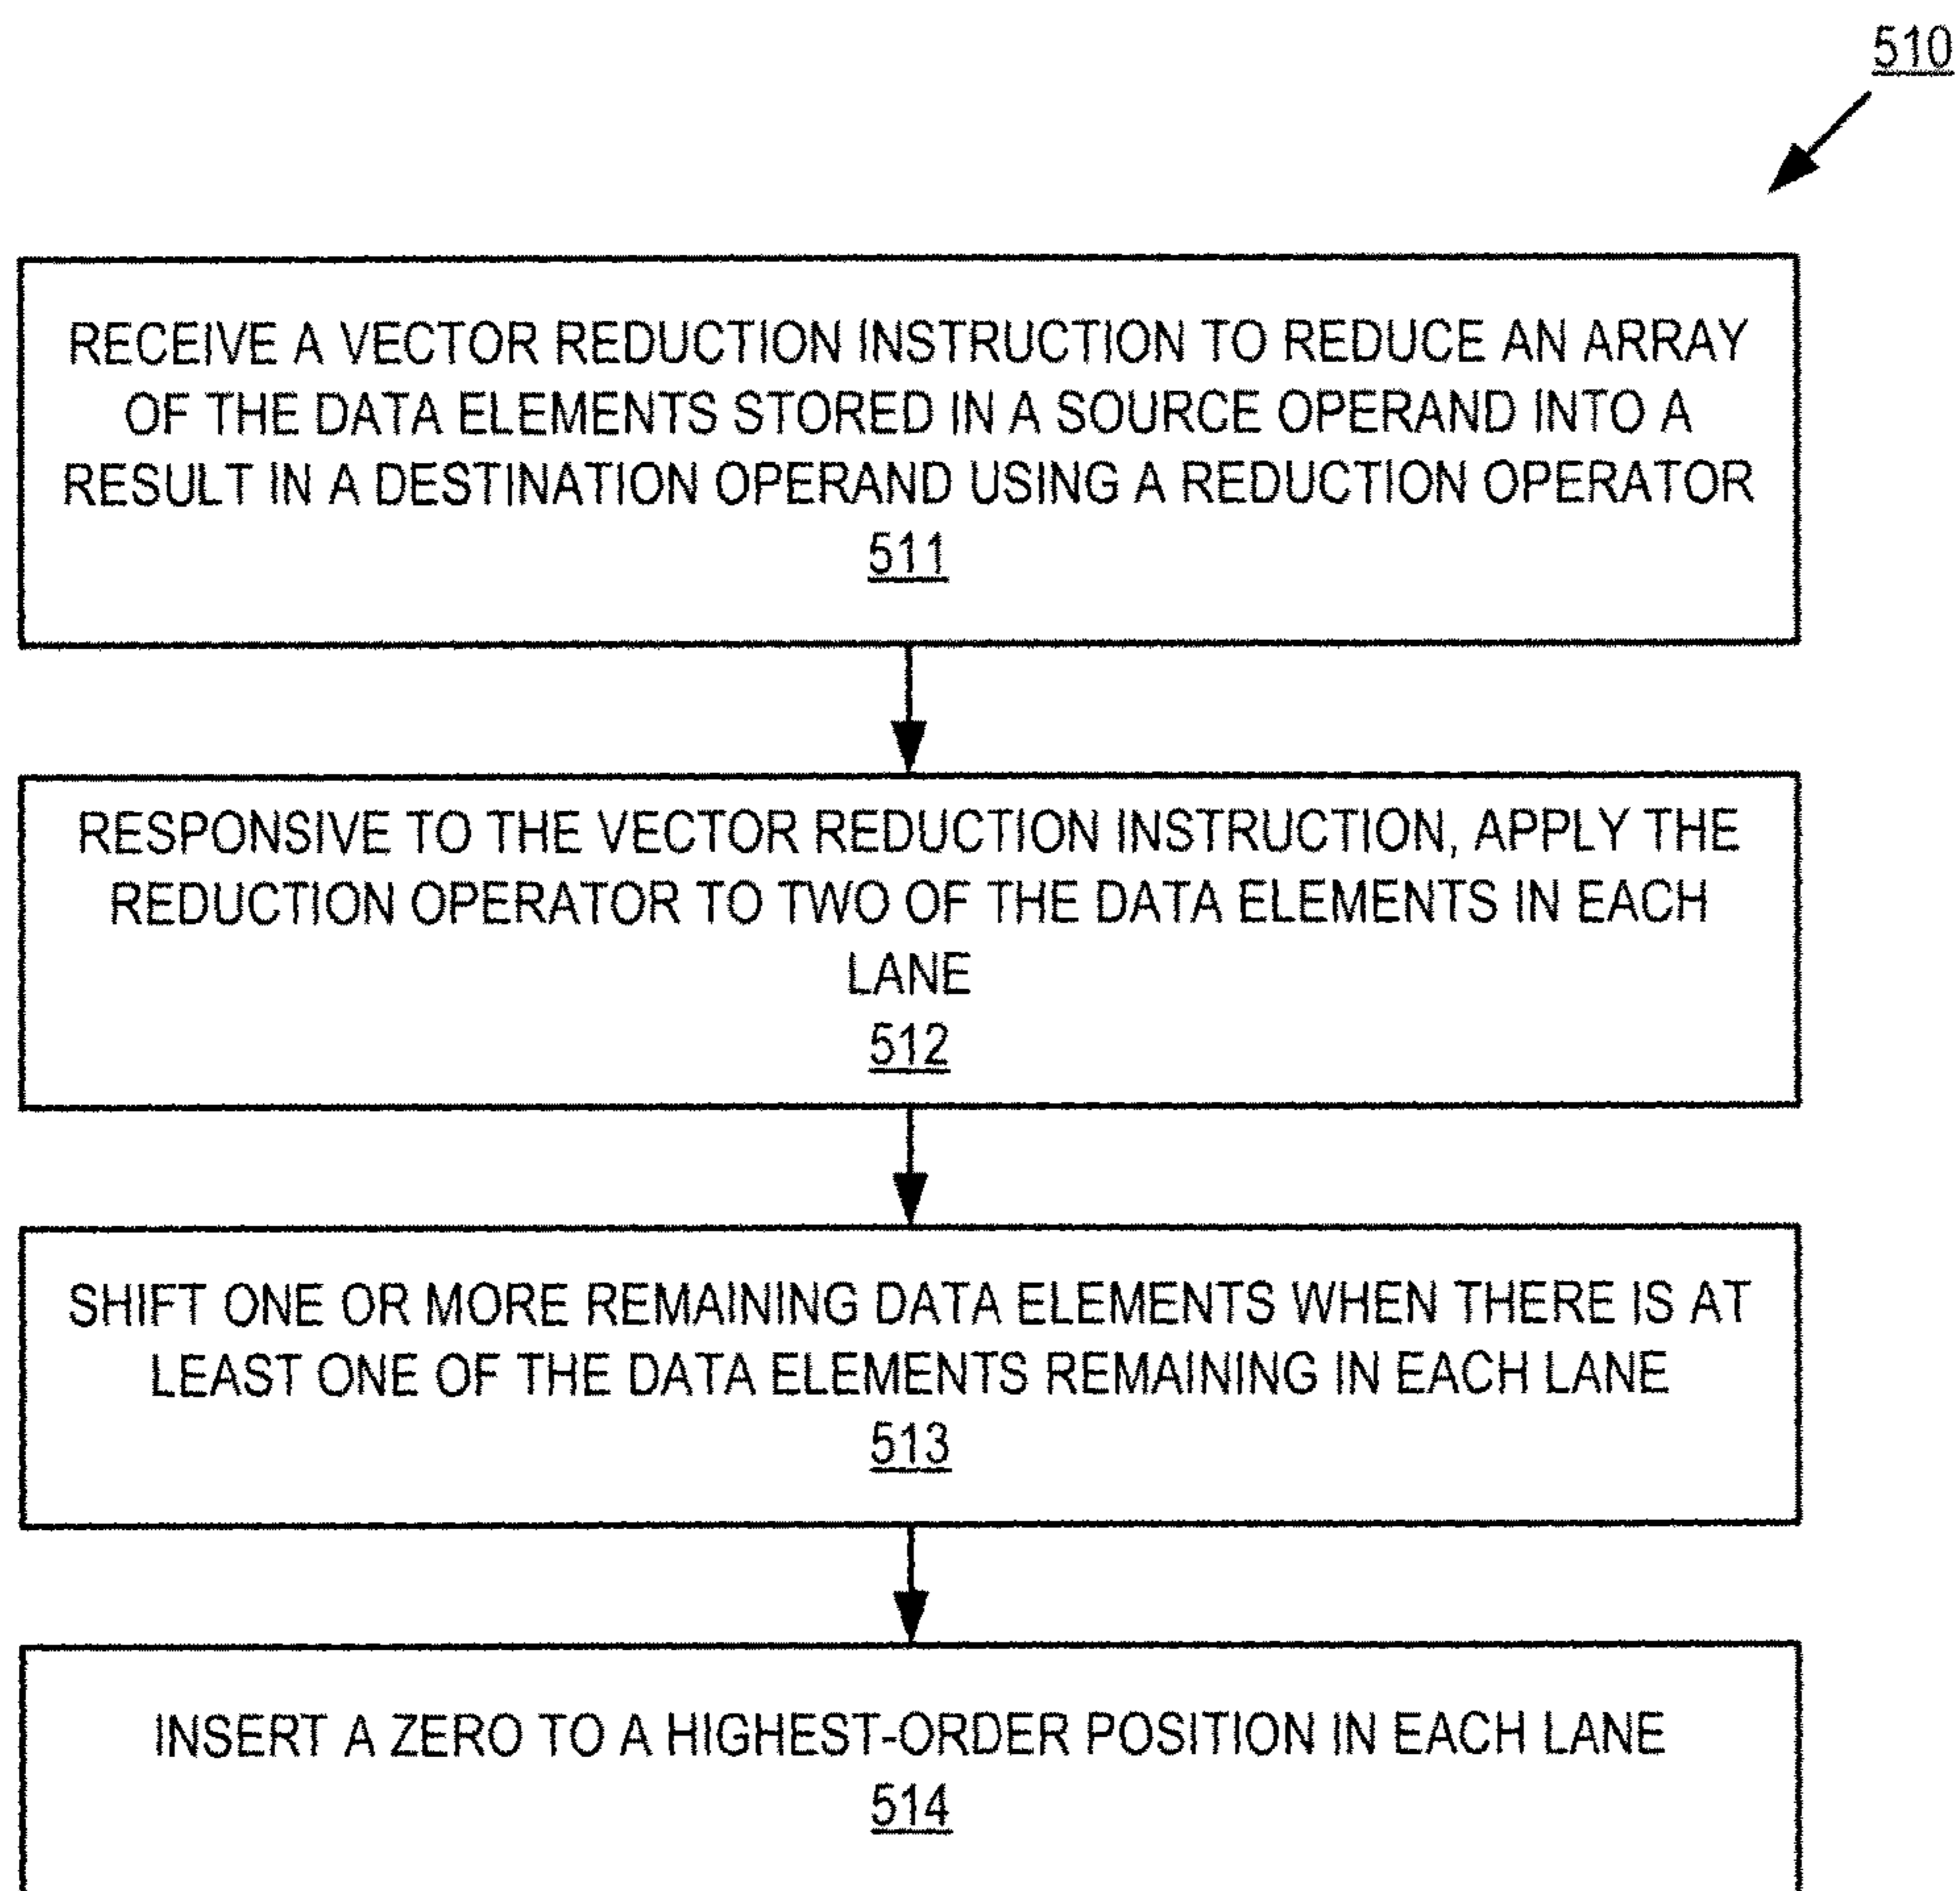 510
RECEIVE A VECTOR REDUCTION INSTRUCTION TO REDUCE AN ARRAY
OF THE DATA ELEMENTS STORED IN A SOURCE OPERAND INTO A
RESULT IN A DESTINATION OPERAND USING A REDUCTION OPERATOR
511
RESPONSIVE TO THE VECTOR REDUCTION INSTRUCTION, APPLY THE
REDUCTION OPERATOR TO TWO OF THE DATA ELEMENTS IN EACH
LANE
512
SHIFT ONE OR MORE REMAINING DATA ELEMENTS WHEN THERE IS AT
LEAST ONE OF THE DATA ELEMENTS REMAINING IN EACH LANE
513
INSERT A ZERO TO A HIGHEST-ORDER POSITION IN EACH LANE
514